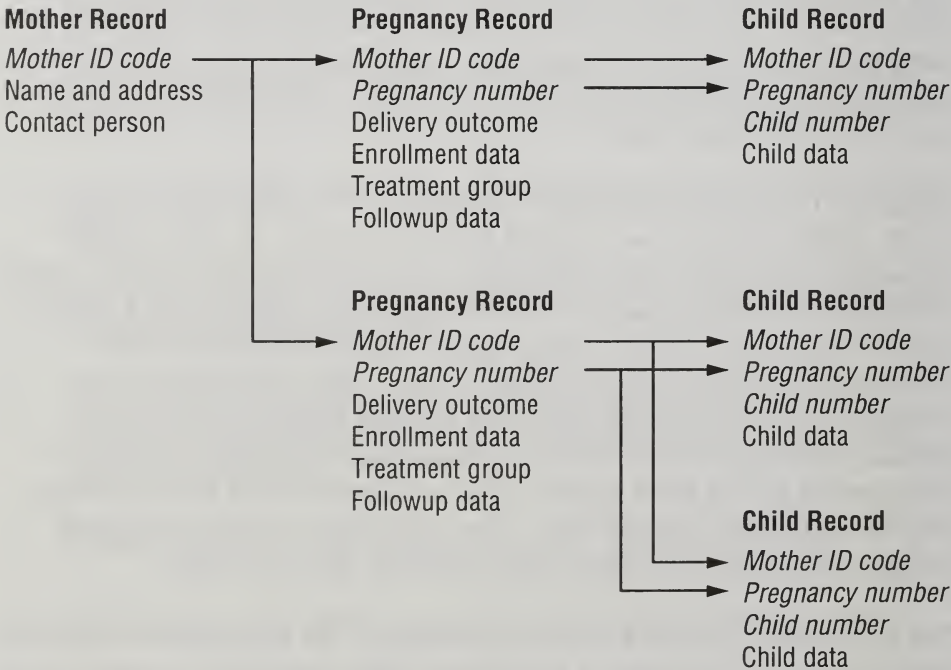 Mother Record
Mother ID code
Name and address
Contact person
Pregnancy Record
Mother ID code
Pregnancy number
Delivery outcome
Enrollment data
Treatment group
Followup data
Child Record
Mother ID code
Pregnancy number
Child number
Child data
Pregnancy Record
Mother ID code
Pregnancy number
Delivery outcome
Enrollment data
Treatment group
Followup data
Child Record
Mother ID code
Pregnancy number
Child number
Child data
Child Record
Mother ID code
Pregnancy number
Child number
Child data